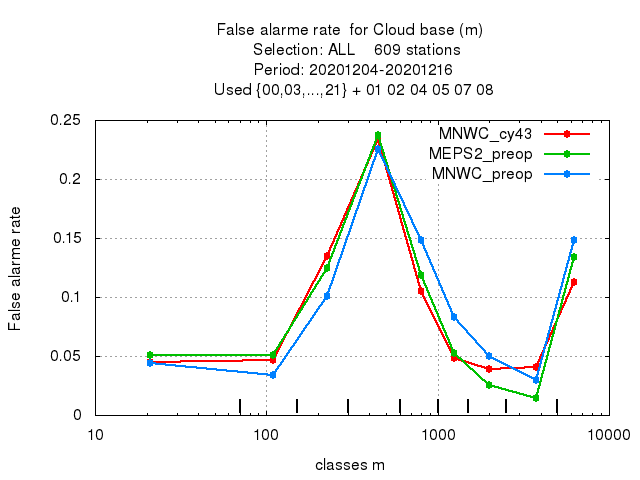 False alarme rate  for Cloud base (m)
Selection: ALL    609 stations
Period: 20201204-20201216
Used {00,03,...,21} + 01 02 04 05 07 08
MNWC_cy43
MEPS2_preop
MNWC_preop
False alarme rate
0.25
0.2
0.15
0.1
0.05
0
10
100
1000
10000
classes m